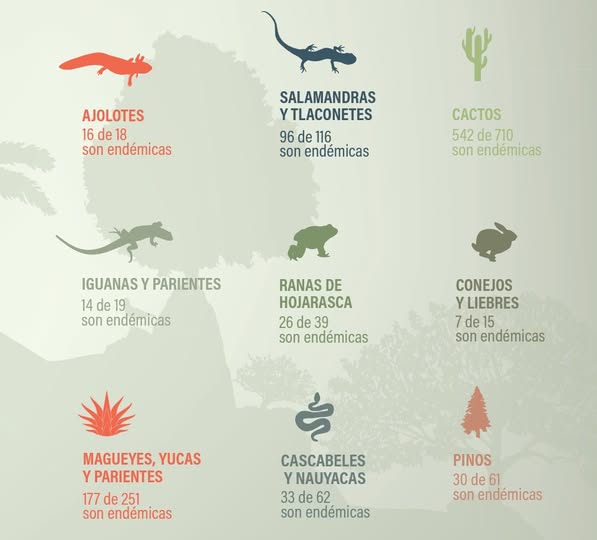 AJOLOTES
16 de 18
son endémicas
SALAMANDRAS
Y TLACONETES
96 de 116
son endémicas
CACTOS
542 de 710
son endémicas
IGUANAS Y PARIENTES
14 de 19
son endémicas
RANAS DE
HOJARASCA
26 de 39
son endémicas
CONEJOS
Y LIEBRES
7 de 15
son endémicas
MAGUEYES, YUCAS
Y PARIENTES
177 de 251
son endémicas
CASCABELES
Y NAUYACAS
33 de 62
son endémicas
PINOS
30 de 61
son endémicas